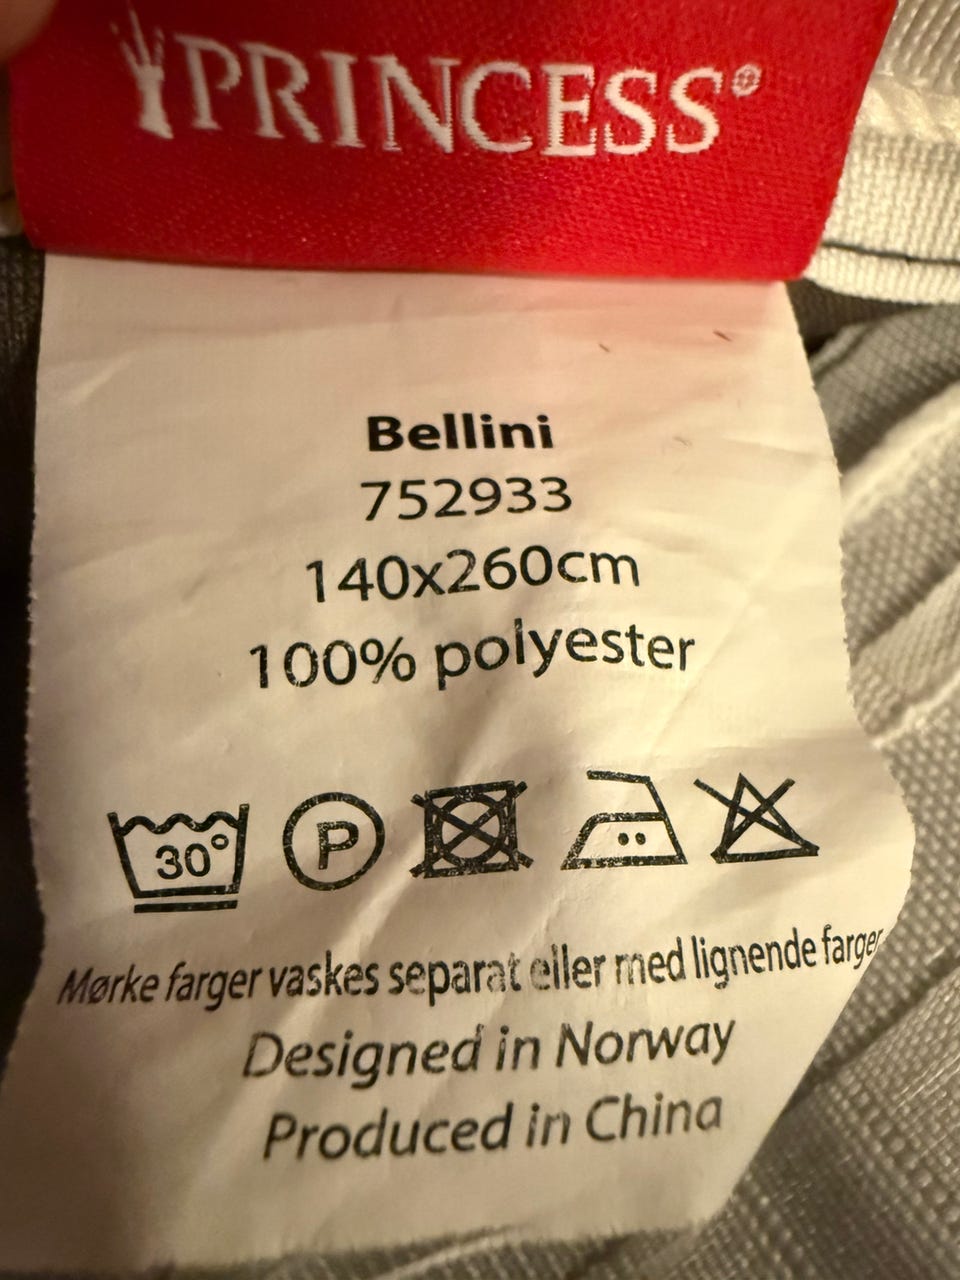 PRINCESS®
Bellini
752933
140x260cm
100% polyester
30° P
Mørke farger vaskes separat eller med lignende farger
Designed in Norway
Produced in China